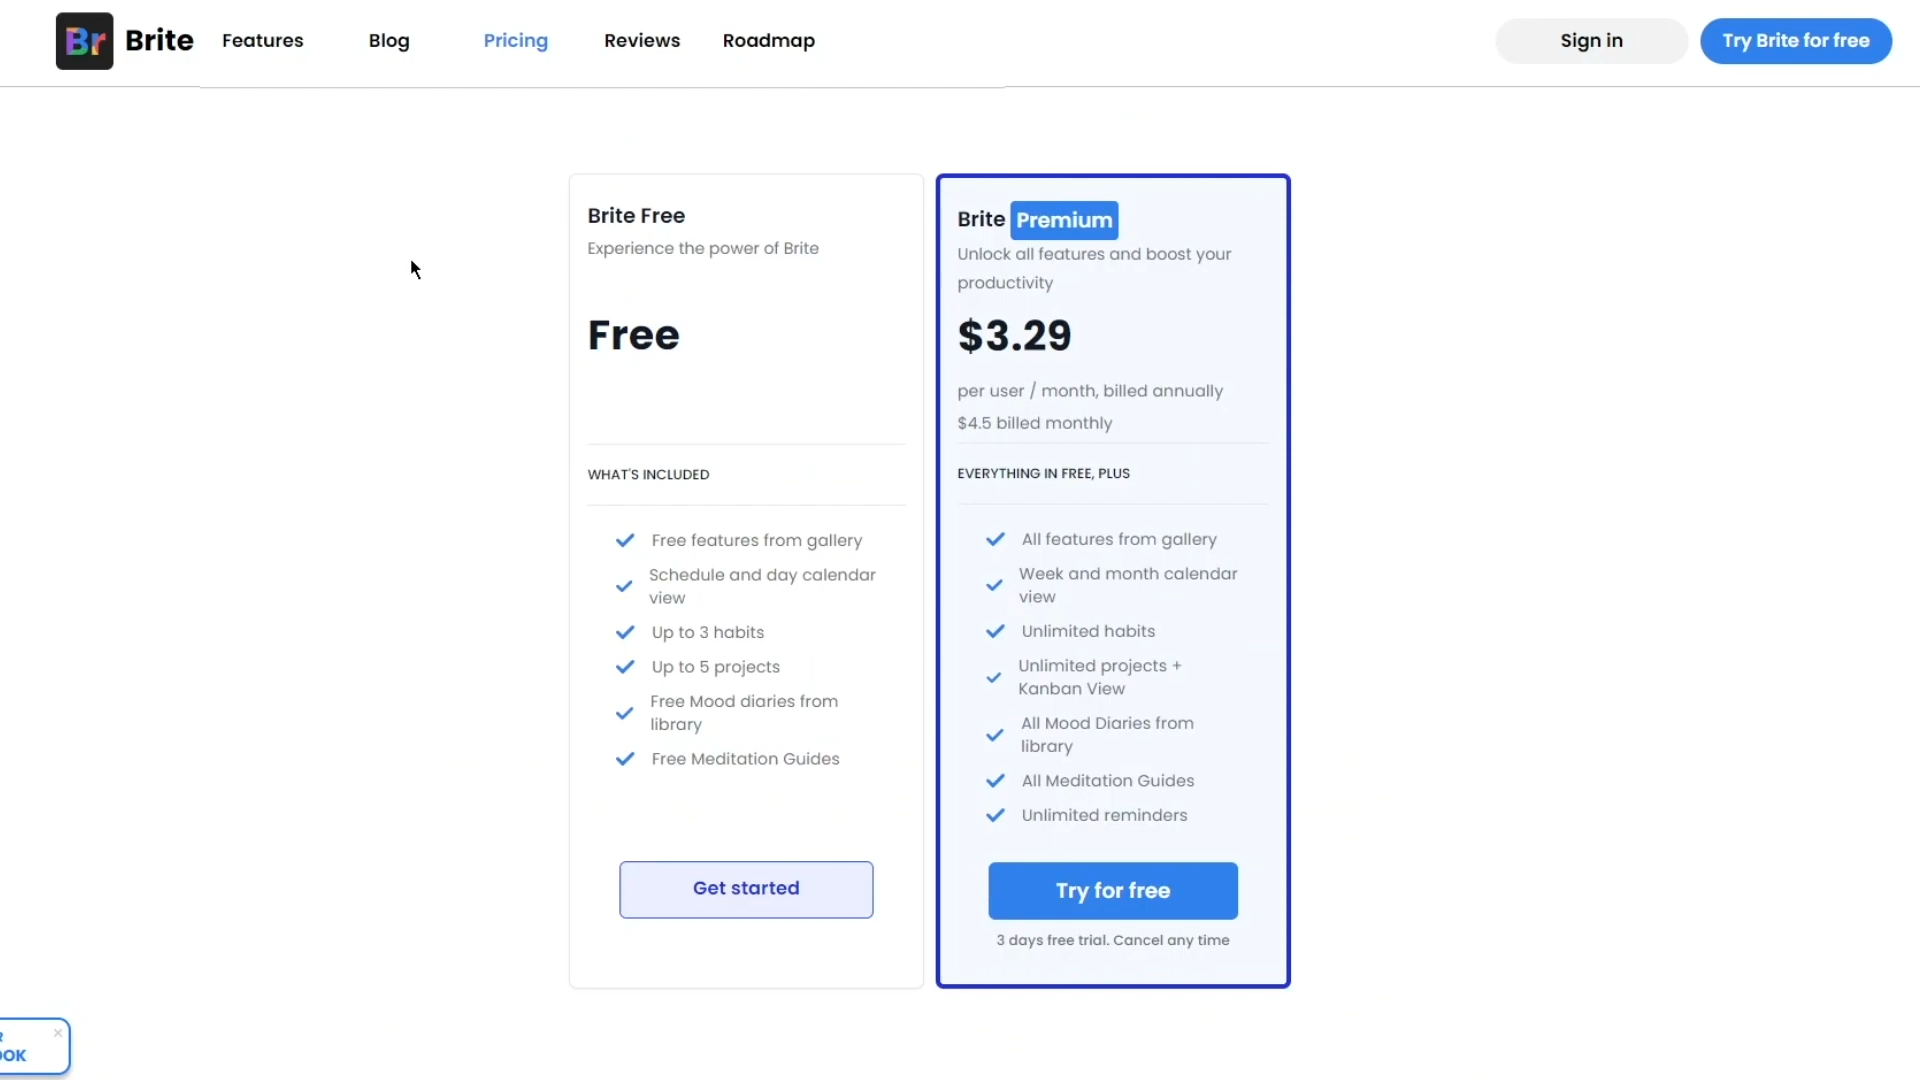 Br Brite Features Blog Pricing Reviews Roadmap Sign in Try Brite for free
Brite Free
Experience the power of Brite
Free
WHAT'S INCLUDED
Free features from gallery
Schedule and day calendar
view
Up to 3 habits
Up to 5 projects
Free Mood diaries from
library
Free Meditation Guides
Get started
Brite Premium
Unlock all features and boost your
productivity
$3.29
per user / month, billed annually
$4.5 billed monthly
EVERYTHING IN FREE, PLUS
All features from gallery
Week and month calendar
view
Unlimited habits
Unlimited projects +
Kanban View
All Mood Diaries from
library
All Meditation Guides
Unlimited reminders
Try for free
3 days free trial. Cancel any time